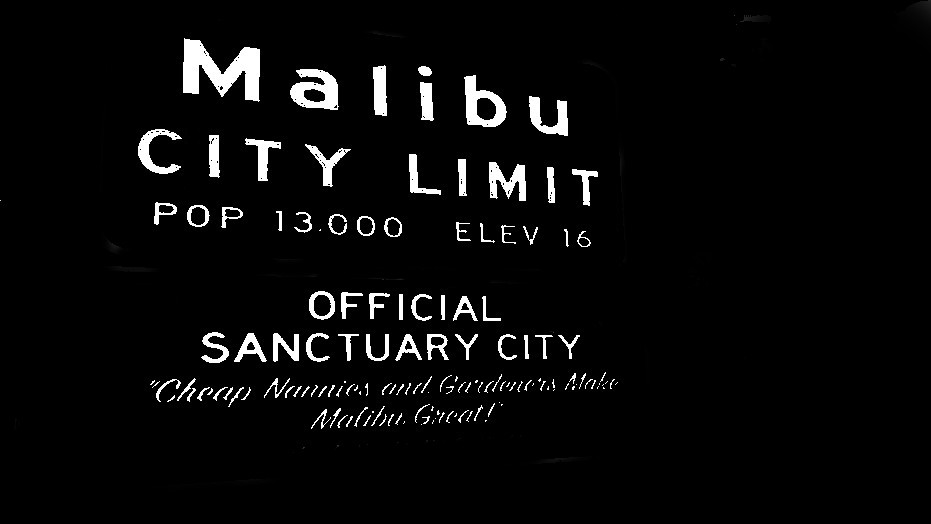 Malibu
CITY LIMIT
POP 13.000 ELEV 16
OFFICIAL
SANCTUARY CITY
"Cheap Nannies and Gardeners Make
Malibu Great!"